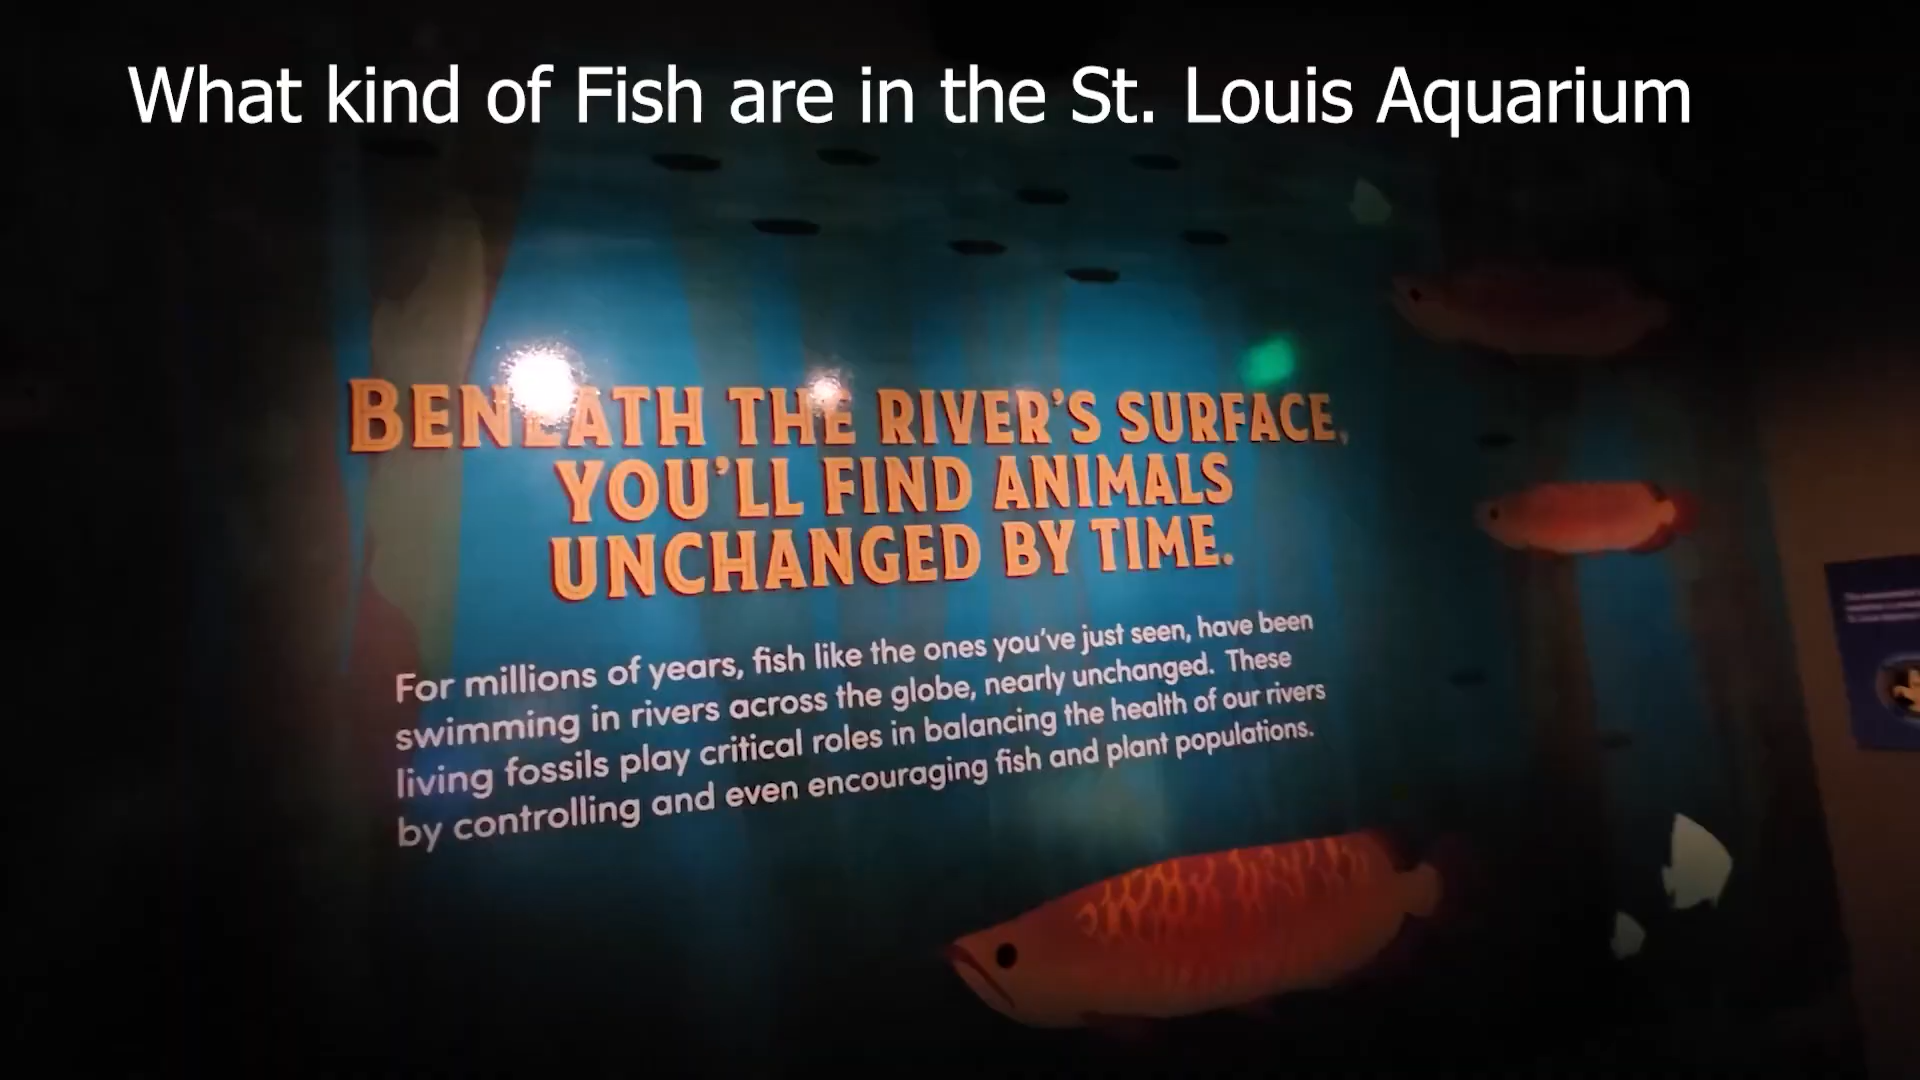 What kind of Fish are in the St. Louis Aquarium
BENEATH THE RIVER'S SURFACE,
YOU'LL FIND ANIMALS
UNCHANGED BY TIME.
For millions of years, fish like the ones you've just seen, have been
swimming in rivers across the globe, nearly unchanged. These
living fossils play critical roles in balancing the health of our rivers
by controlling and even encouraging fish and plant populations.